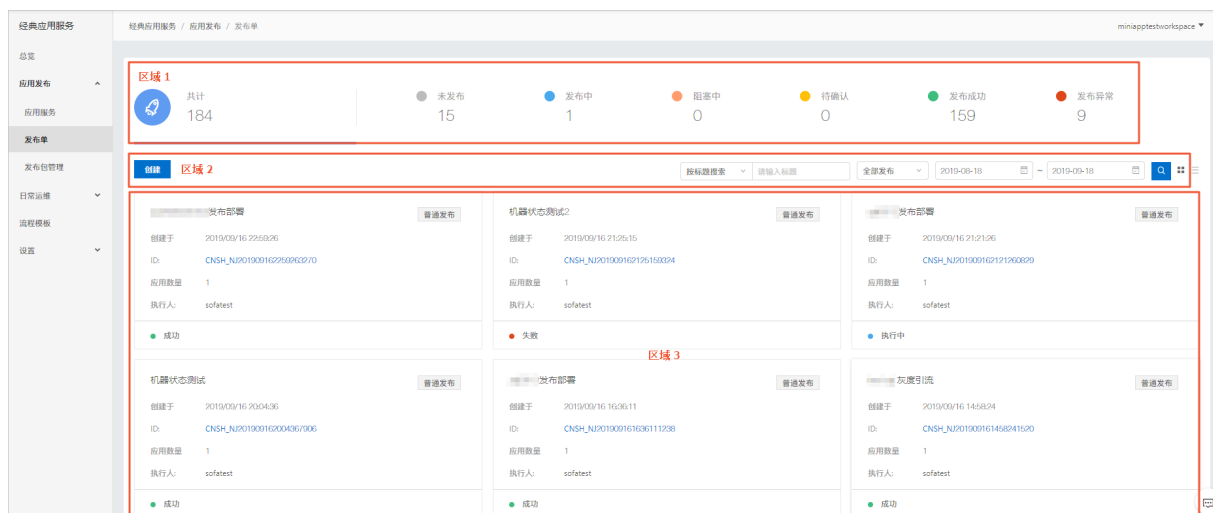 经典应用服务
经典应用服务 / 应用发布 / 发布单
miniapptestworkspace
总览
应用发布
应用服务
发布单
发布包管理
日常运维
流程模板
设置
区域 1
共计
184
未发布
15
发布中
1
阻塞中
0
待确认
0
发布成功
159
发布异常
9
创建
区域 2
按标题搜索
请输入标题
全部发布
2019-08-18
~
2019-09-18
发布部署
普通发布
创建于 2019/09/16 22:59:26
ID: CNSH_NJ201909162259263270
应用数量 1
执行人: sofatest
成功
机器状态测试2
普通发布
创建于 2019/09/16 21:25:15
ID: CNSH_NJ201909162125159324
应用数量 1
执行人: sofatest
失败
发布部署
普通发布
创建于 2019/09/16 21:21:26
ID: CNSH_NJ201909162121260829
应用数量 1
执行人: sofatest
执行中
区域 3
机器状态测试
普通发布
创建于 2019/09/16 20:04:36
ID: CNSH_NJ201909162004367906
应用数量 1
执行人: sofatest
成功
发布部署
普通发布
创建于 2019/09/16 16:36:11
ID: CNSH_NJ201909161636111238
应用数量 1
执行人: sofatest
成功
灰度引流
普通发布
创建于 2019/09/16 14:58:24
ID: CNSH_NJ201909161458241520
应用数量 1
执行人: sofatest
成功